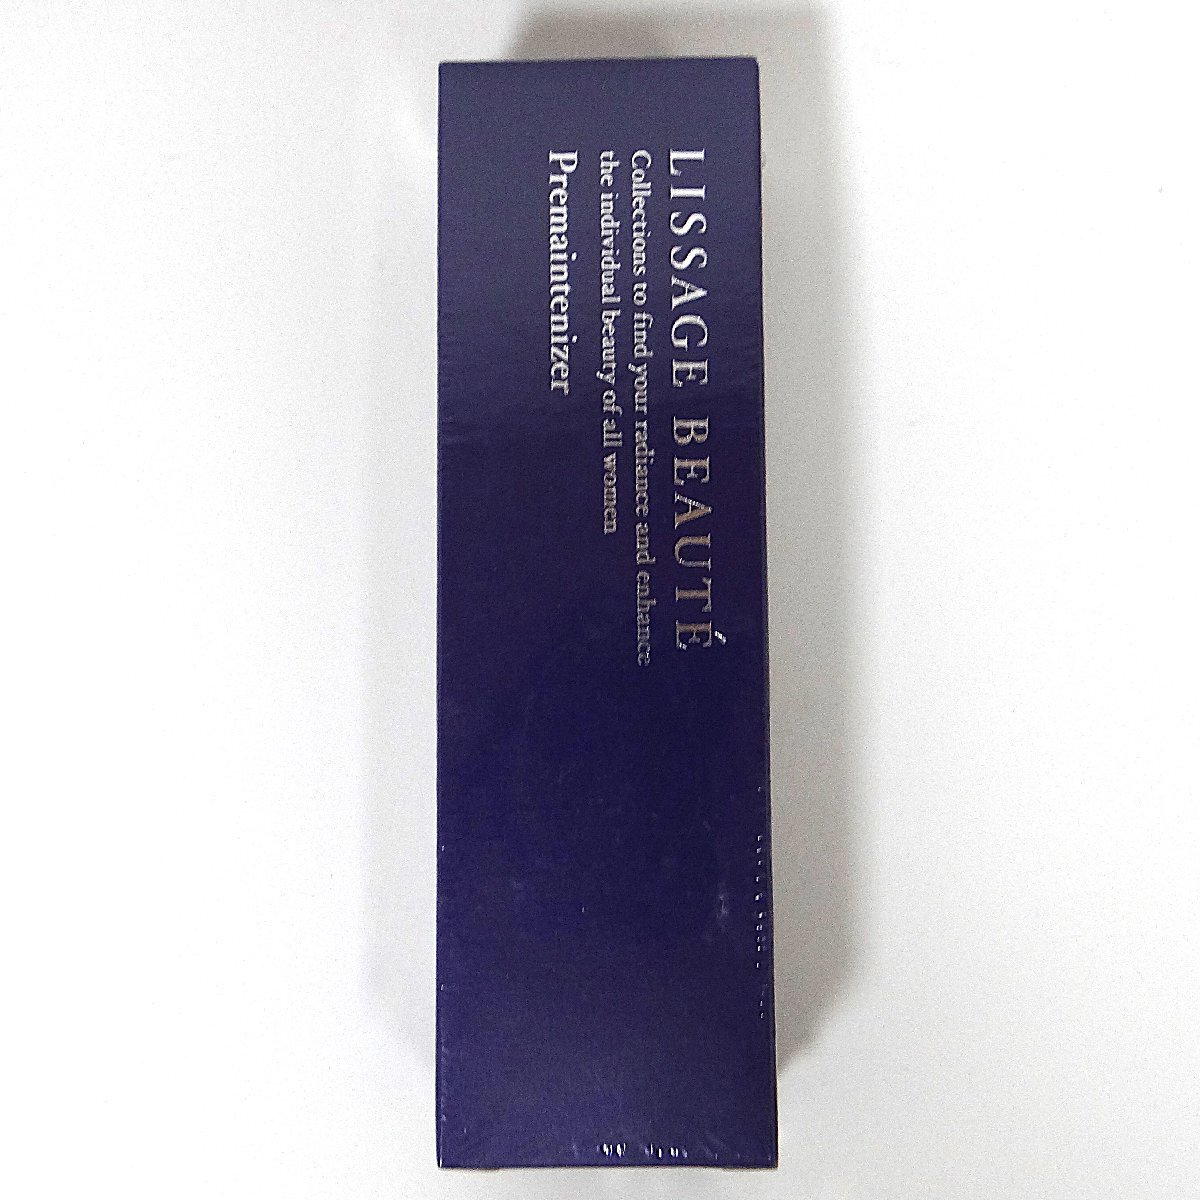 LISSAGE BEAUTÉ
Collections to find your radiance and enhance
the individual beauty of all women
Premaintenizer